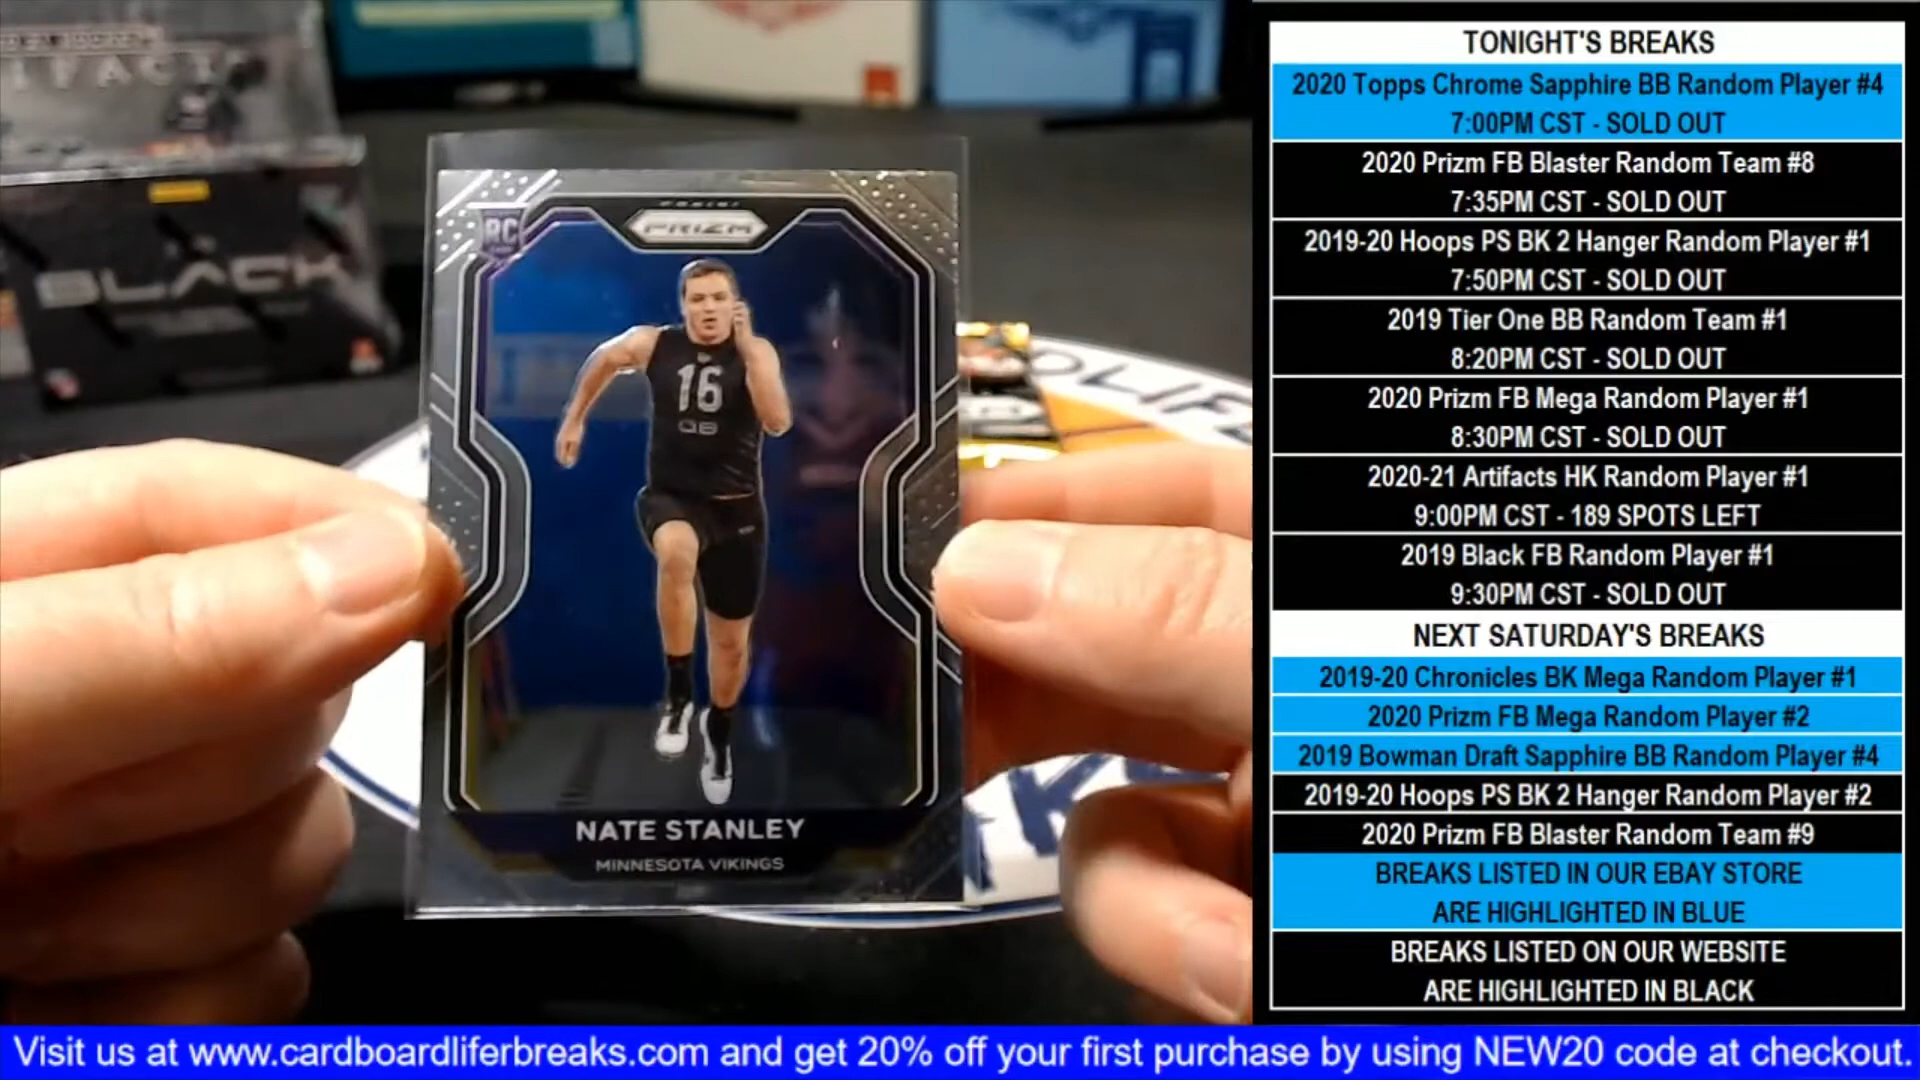 BLACK
RC
PANINI
PRIZM
16
QB
NATE STANLEY
MINNESOTA VIKINGS
TONIGHT'S BREAKS
2020 Topps Chrome Sapphire BB Random Player #4
7:00PM CST - SOLD OUT
2020 Prizm FB Blaster Random Team #8
7:35PM CST - SOLD OUT
2019-20 Hoops PS BK 2 Hanger Random Player #1
7:50PM CST - SOLD OUT
2019 Tier One BB Random Team #1
8:20PM CST - SOLD OUT
2020 Prizm FB Mega Random Player #1
8:30PM CST - SOLD OUT
2020-21 Artifacts HK Random Player #1
9:00PM CST - 189 SPOTS LEFT
2019 Black FB Random Player #1
9:30PM CST - SOLD OUT
NEXT SATURDAY'S BREAKS
2019-20 Chronicles BK Mega Random Player #1
2020 Prizm FB Mega Random Player #2
2019 Bowman Draft Sapphire BB Random Player #4
2019-20 Hoops PS BK 2 Hanger Random Player #2
2020 Prizm FB Blaster Random Team #9
BREAKS LISTED IN OUR EBAY STORE
ARE HIGHLIGHTED IN BLUE
BREAKS LISTED ON OUR WEBSITE
ARE HIGHLIGHTED IN BLACK
Visit us at www.cardboardliferbreaks.com and get 20% off your first purchase by using NEW20 code at checkout.